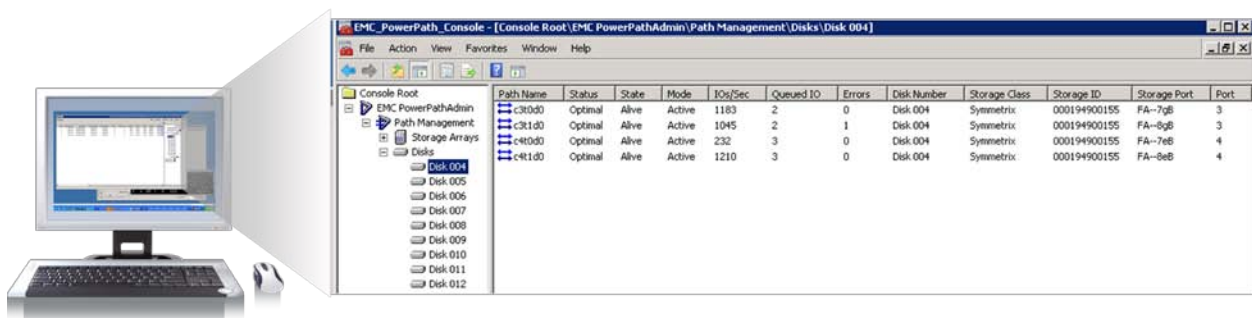 EMC_PowerPath_Console - [Console Root\EMC PowerPathAdmin\Path Management\Disks\Disk 004]
File Action View Favorites Window Help
Console Root
EMC PowerPathAdmin
Path Management
Storage Arrays
Disks
Disk 004
Disk 005
Disk 006
Disk 007
Disk 008
Disk 009
Disk 010
Disk 011
Disk 012
Path Name Status State Mode IOs/Sec Queued IO Errors Disk Number Storage Class Storage ID Storage Port Port
c3t0d0 Optimal Alive Active 1183 2 0 Disk 004 Symmetrix 000194900155 FA--7gB 3
c3t1d0 Optimal Alive Active 1045 2 1 Disk 004 Symmetrix 000194900155 FA--8gB 3
c4t0d0 Optimal Alive Active 232 3 0 Disk 004 Symmetrix 000194900155 FA--7eB 4
c4t1d0 Optimal Alive Active 1210 3 0 Disk 004 Symmetrix 000194900155 FA--8eB 4